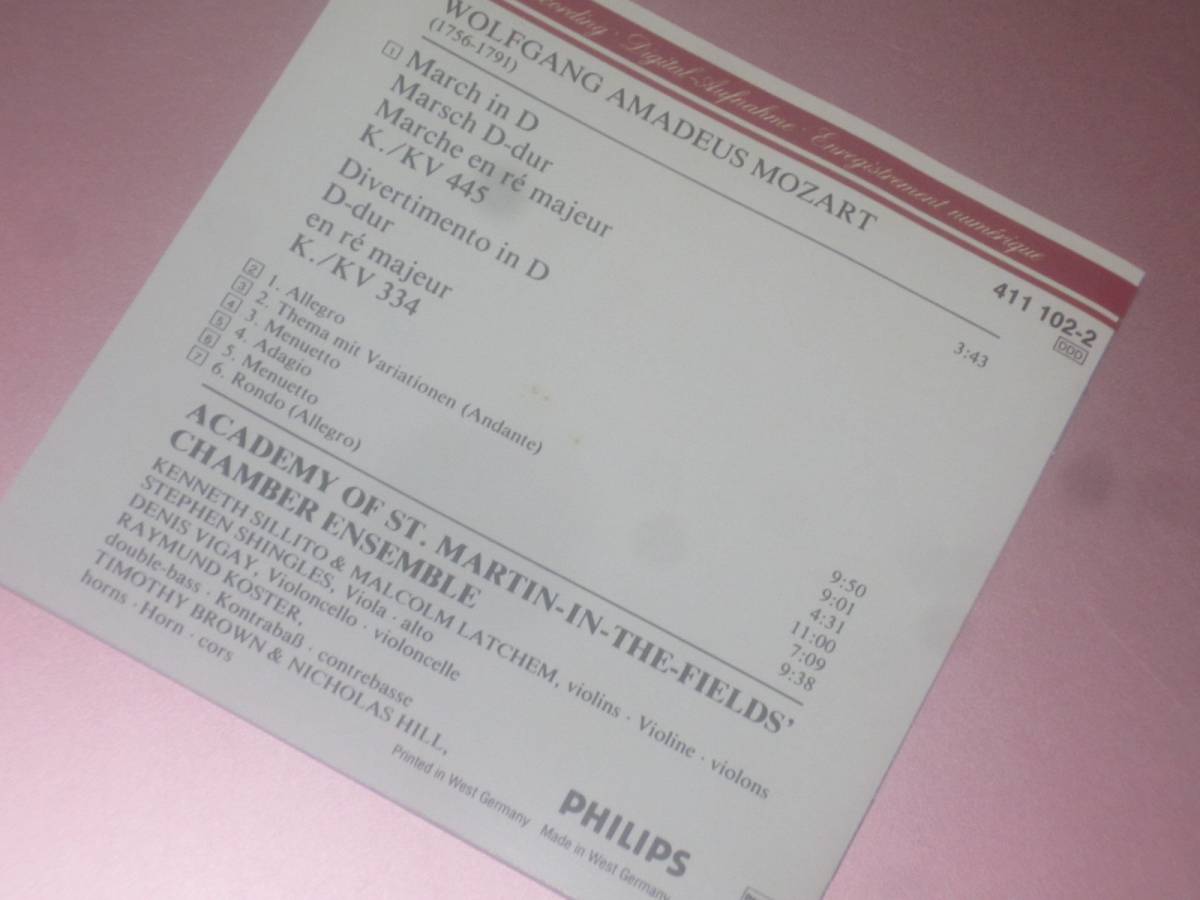 Recording · Digital-Aufnahme · Enregistrement numérique
411 102-2
DDD
WOLFGANG AMADEUS MOZART
(1756-1791)
1 March in D 3:43
Marsch D-dur
Marche en ré majeur
K./KV 445
Divertimento in D
D-dur
en ré majeur
K./KV 334
2 1. Allegro 9:50
3 2. Thema mit Variationen (Andante) 9:01
4 3. Menuetto 4:31
5 4. Adagio 11:00
6 5. Menuetto 7:09
7 6. Rondo (Allegro) 9:38
ACADEMY OF ST. MARTIN-IN-THE-FIELDS'
CHAMBER ENSEMBLE
KENNETH SILLITO & MALCOLM LATCHEM, violins · Violine · violons
STEPHEN SHINGLES, Viola · alto
DENIS VIGAY, Violoncello · violoncelle
RAYMUND KOSTER,
double-bass · Kontrabaß · contrebasse
TIMOTHY BROWN & NICHOLAS HILL,
horns · Horn · cors
PHILIPS
Printed in West Germany Made in West Germany